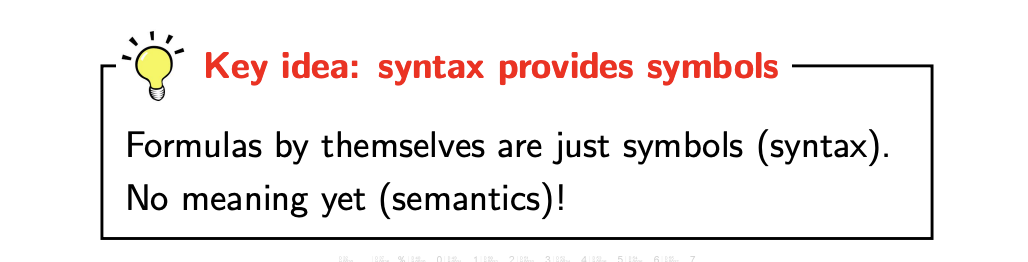 Key idea: syntax provides symbols
Formulas by themselves are just symbols (syntax).
No meaning yet (semantics)!